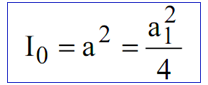 I₀ = a² = a₁²/4